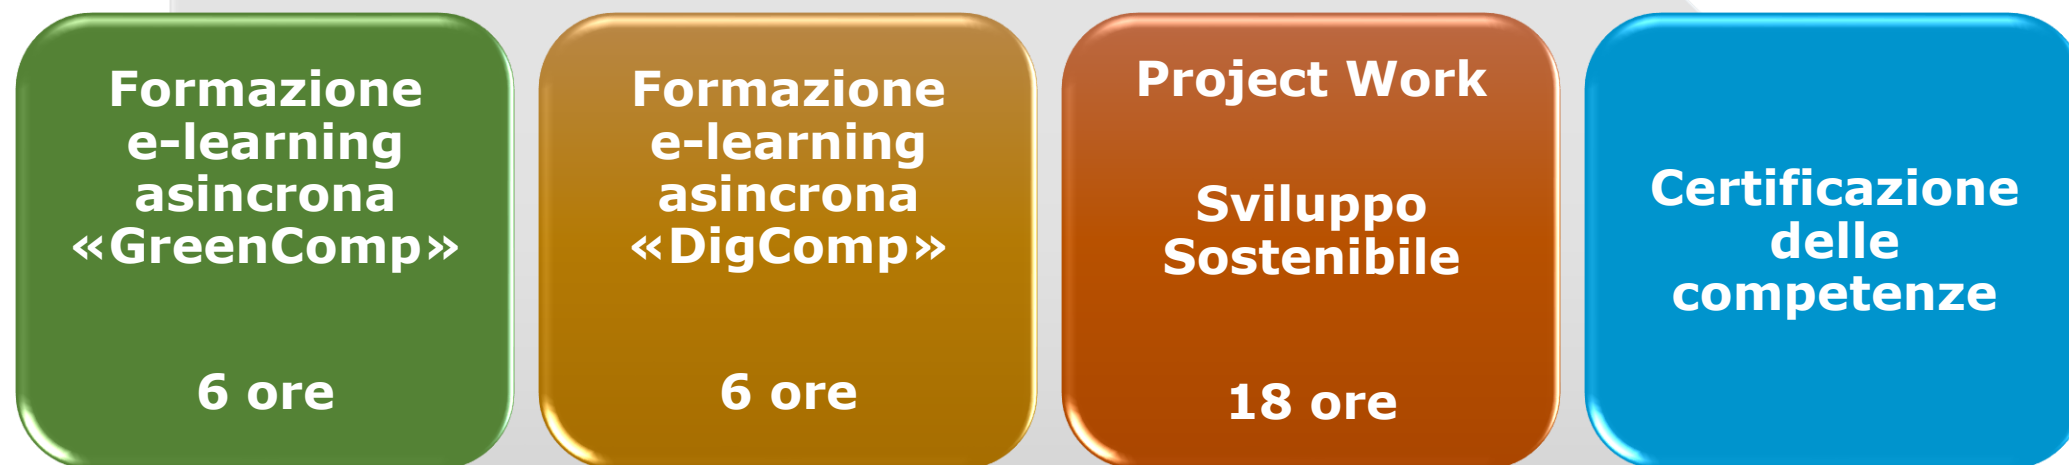 Formazione
e-learning
asincrona
«GreenComp»
6 ore
Formazione
e-learning
asincrona
«DigComp»
6 ore
Project Work
Sviluppo
Sostenibile
18 ore
Certificazione
delle
competenze